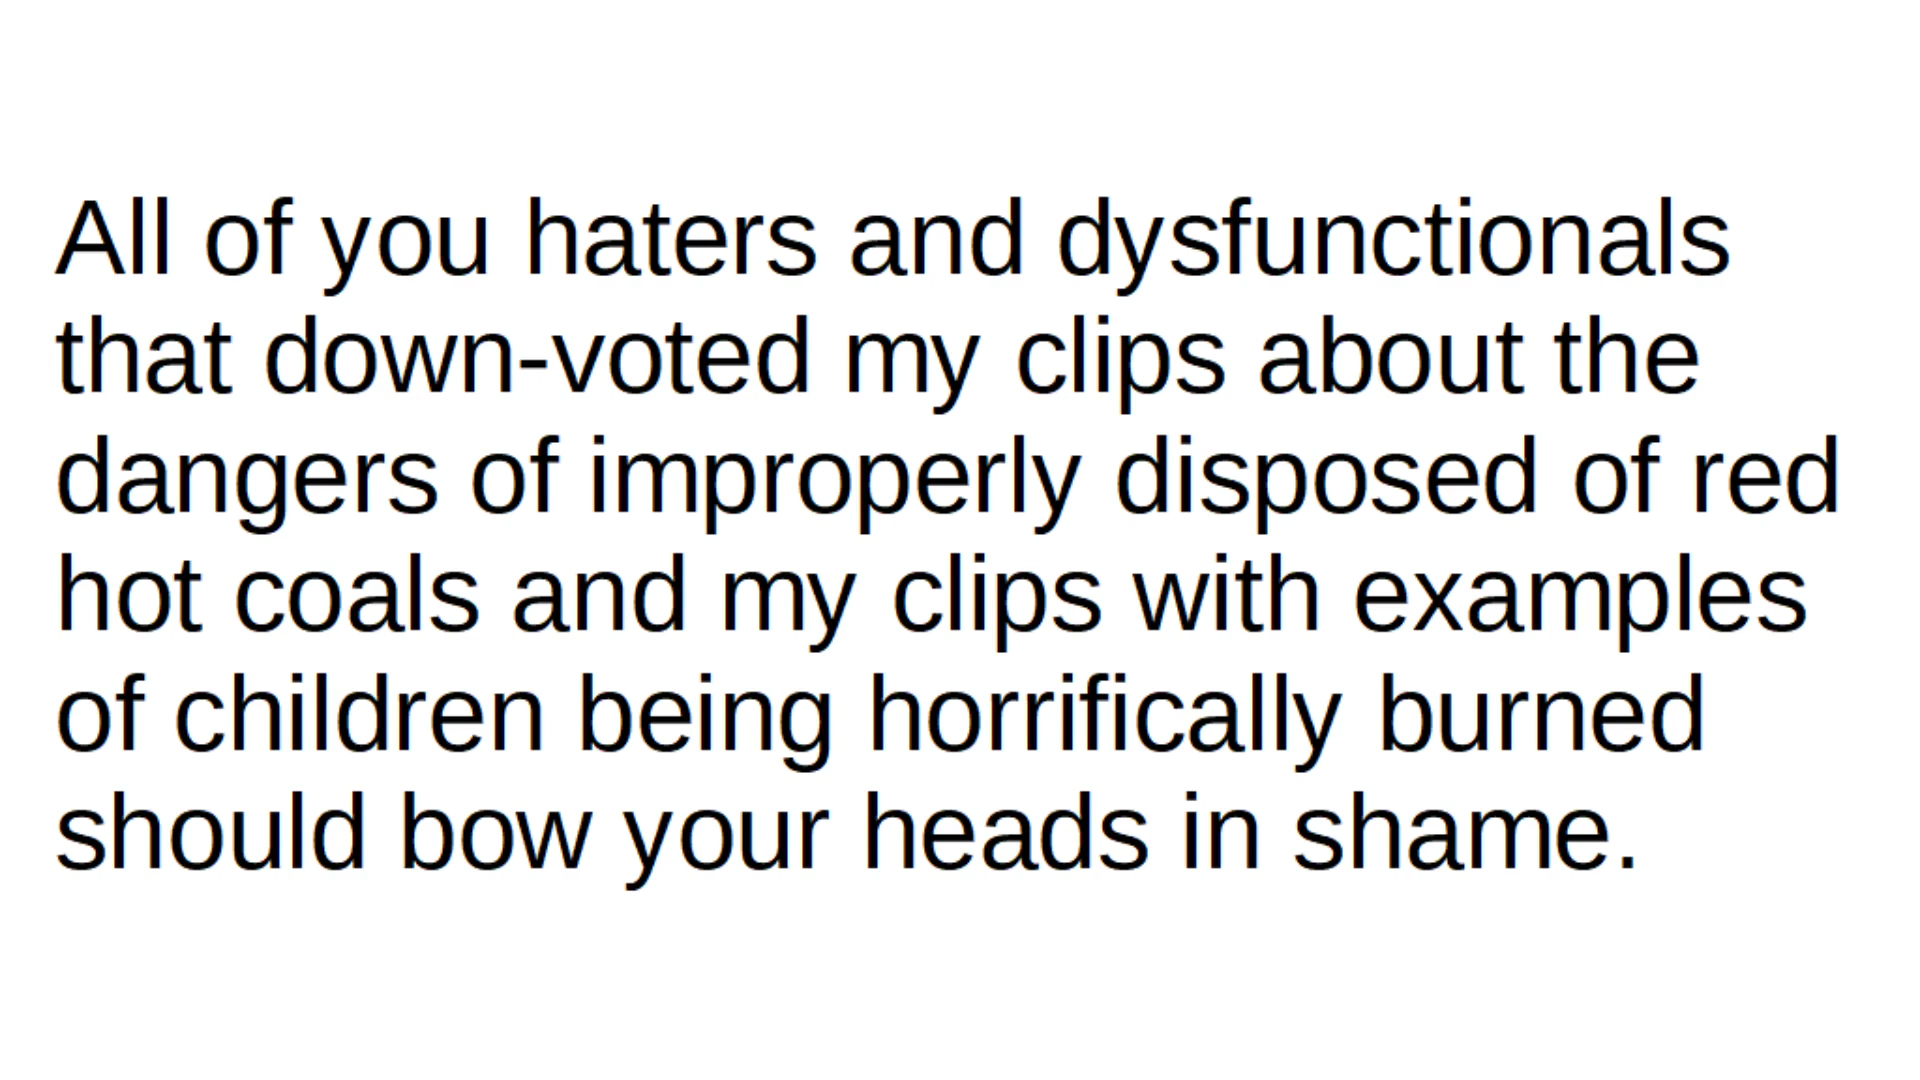 All of you haters and dysfunctionals
that down-voted my clips about the
dangers of improperly disposed of red
hot coals and my clips with examples
of children being horrifically burned
should bow your heads in shame.